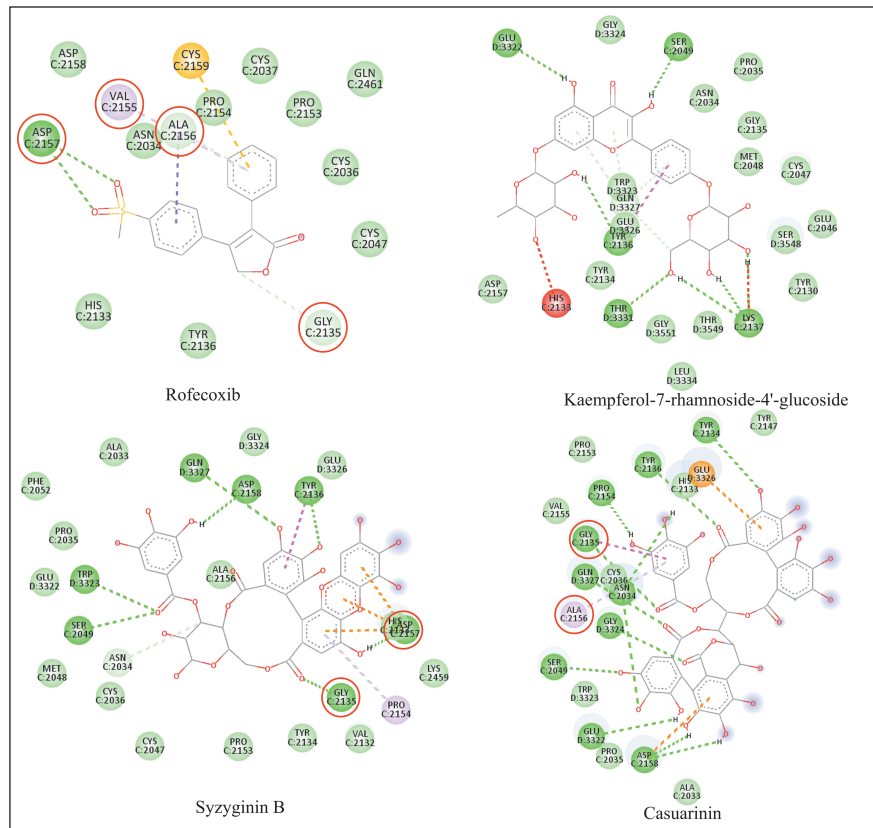 ASP
C:2158
CYS
C:2159
CYS
C:2037
GLN
C:2461
VAL
C:2155
PRO
C:2154
PRO
C:2153
ASP
C:2157
ASN
C:2034
ALA
C:2156
CYS
C:2036
CYS
C:2047
HIS
C:2133
TYR
C:2136
GLY
C:2135
O
S
O
O
O
Rofecoxib
GLU
D:3322
GLY
D:3324
SER
C:2049
PRO
C:2035
ASN
C:2034
GLY
C:2135
MET
C:2048
CYS
C:2047
TRP
D:3323
GLN
D:3327
GLU
D:3326
TYR
C:2136
GLU
C:2046
SER
D:3548
ASP
C:2157
TYR
C:2134
TYR
C:2130
HIS
C:2133
THR
D:3331
GLY
D:3551
THR
D:3549
LYS
C:2137
LEU
D:3334
Kaempferol-7-rhamnoside-4'-glucoside
ALA
C:2033
GLN
D:3327
GLY
D:3324
GLU
D:3326
PHE
C:2052
ASP
C:2158
TYR
C:2136
PRO
C:2035
GLU
D:3322
TRP
D:3323
ALA
C:2156
SER
C:2049
HIS
C:2133
ASP
C:2157
MET
C:2048
ASN
C:2034
LYS
C:2459
CYS
C:2036
GLY
C:2135
PRO
C:2154
CYS
C:2047
PRO
C:2153
TYR
C:2134
VAL
C:2132
Syzyginin B
TYR
C:2134
TYR
C:2147
PRO
C:2153
TYR
C:2136
GLU
D:3326
HIS
C:2133
PRO
C:2154
VAL
C:2155
GLY
C:2135
GLN
D:3327
CYS
C:2036
ASN
C:2034
ALA
C:2156
GLY
D:3324
SER
C:2049
TRP
D:3323
GLU
D:3322
PRO
C:2035
ASP
C:2158
ALA
C:2033
Casuarinin